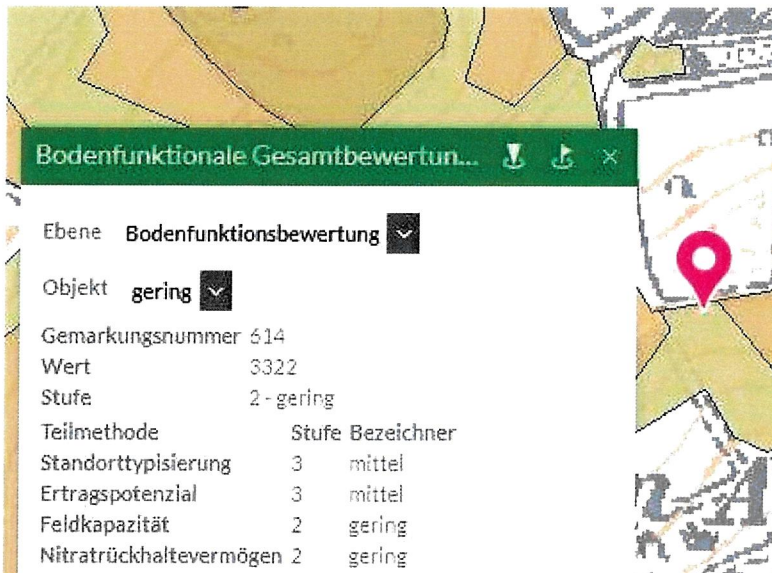 Bodenfunktionale Gesamtbewertun...
Ebene Bodenfunktionsbewertung
Objekt gering
Gemarkungsnummer 614
Wert 3322
Stufe 2 - gering
Teilmethode Stufe Bezeichner
Standorttypisierung 3 mittel
Ertragspotenzial 3 mittel
Feldkapazität 2 gering
Nitratrückhaltevermögen 2 gering